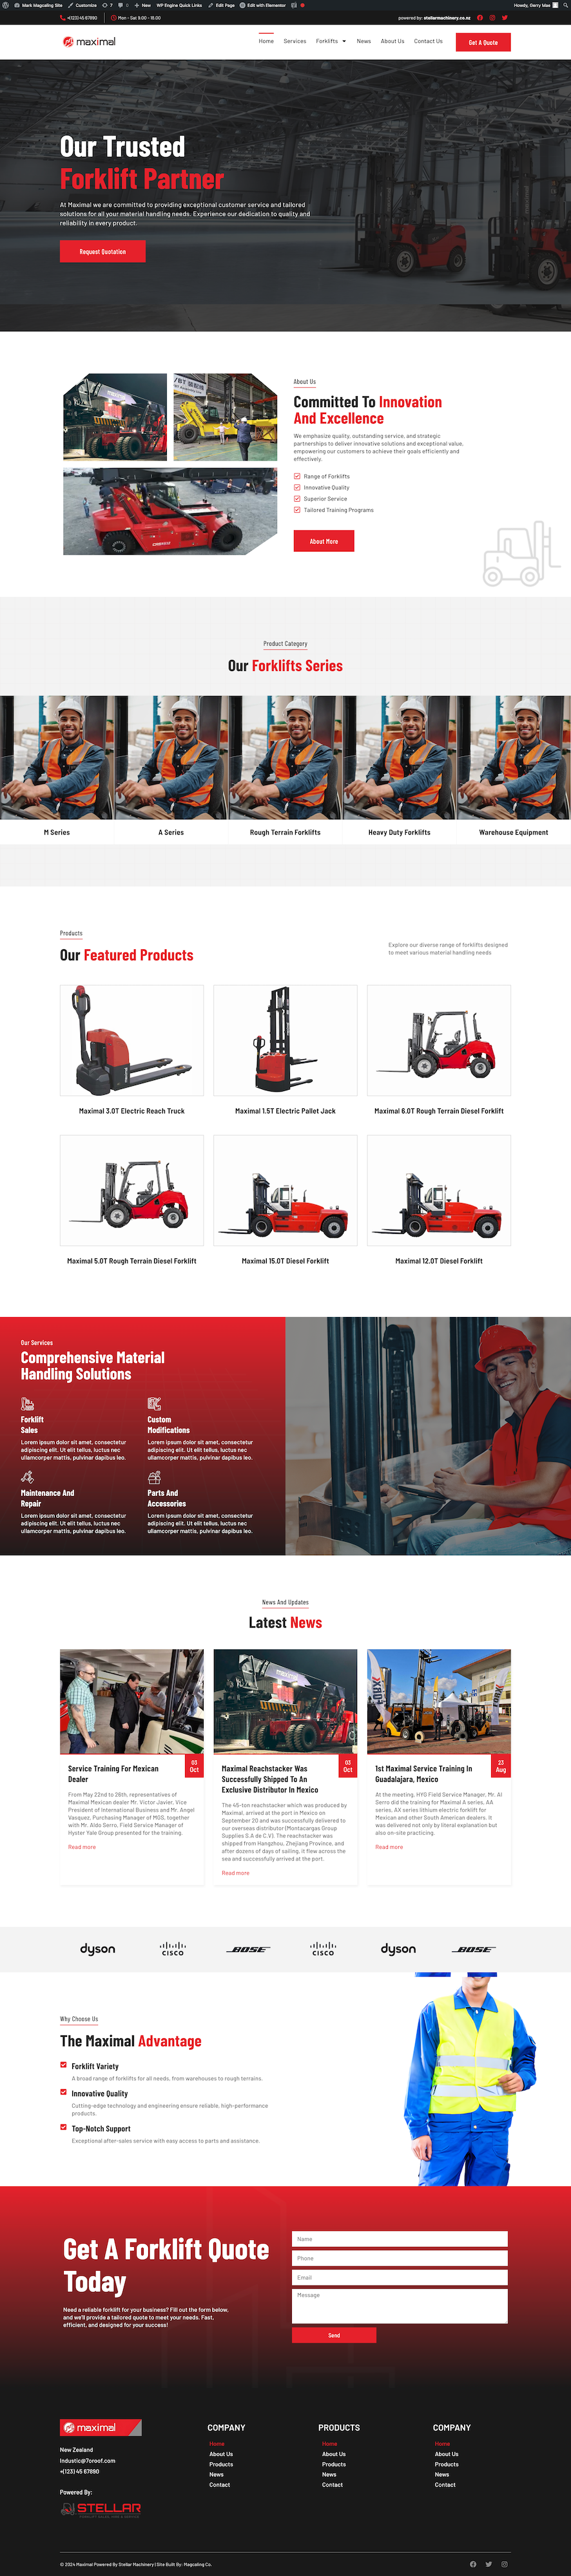 Mark Magcaling Site Customize 7 0 New WP Engine Quick Links Edit Page Edit with Elementor Howdy, Gerry Mae
+(123) 45 67890 Mon - Sat 9.00 - 18.00 powered by: stellarmachinery.co.nz
maximal Home Services Forklifts News About Us Contact Us Get A Quote
Our Trusted
Forklift Partner
At Maximal we are committed to providing exceptional customer service and tailored
solutions for all your material handling needs. Experience our dedication to quality and
reliability in every product.
Request Quotation
About Us
Committed To Innovation
And Excellence
We emphasize quality, outstanding service, and strategic
partnerships to deliver innovative solutions and exceptional value,
empowering our customers to achieve their goals efficiently and
effectively.
Range of Forklifts
Innovative Quality
Superior Service
Tailored Training Programs
About More
Product Category
Our Forklifts Series
M Series
A Series
Rough Terrain Forklifts
Heavy Duty Forklifts
Warehouse Equipment
Products
Our Featured Products
Explore our diverse range of forklifts designed
to meet various material handling needs
Maximal 3.0T Electric Reach Truck
Maximal 1.5T Electric Pallet Jack
Maximal 6.0T Rough Terrain Diesel Forklift
Maximal 5.0T Rough Terrain Diesel Forklift
Maximal 15.0T Diesel Forklift
Maximal 12.0T Diesel Forklift
Our Services
Comprehensive Material
Handling Solutions
Forklift
Sales
Lorem ipsum dolor sit amet, consectetur
adipiscing elit. Ut elit tellus, luctus nec
ullamcorper mattis, pulvinar dapibus leo.
Custom
Modifications
Lorem ipsum dolor sit amet, consectetur
adipiscing elit. Ut elit tellus, luctus nec
ullamcorper mattis, pulvinar dapibus leo.
Maintenance And
Repair
Lorem ipsum dolor sit amet, consectetur
adipiscing elit. Ut elit tellus, luctus nec
ullamcorper mattis, pulvinar dapibus leo.
Parts And
Accessories
Lorem ipsum dolor sit amet, consectetur
adipiscing elit. Ut elit tellus, luctus nec
ullamcorper mattis, pulvinar dapibus leo.
News And Updates
Latest News
03
Oct
Service Training For Mexican
Dealer
From May 22nd to 26th, representatives of
Maximal Mexican dealer Mr. Victor Javier, Vice
President of International Business and Mr. Angel
Vasquez, Purchasing Manager of MGS, together
with Mr. Aldo Serro, Field Service Manager of
Hyster Yale Group presented for the training.
Read more
03
Oct
Maximal Reachstacker Was
Successfully Shipped To An
Exclusive Distributor In Mexico
The 45-ton reachstacker which was produced by
Maximal, arrived at the port in Mexico on
September 20 and was successfully delivered to
our overseas distributor (Montacargas Group
Supplies S.A de C.V). The reachstacker was
shipped from Hangzhou, Zhejiang Province, and
after dozens of days of sailing, it flew across the
sea and successfully arrived at the port.
Read more
23
Aug
1st Maximal Service Training In
Guadalajara, Mexico
At the meeting, HYG Field Service Manager, Mr. Al
Serro did the training for Maximal A series, AA
series, AX series lithium electric forklift for
Mexican and other South American dealers. It
was delivered not only by literal explanation but
also on-site practicing.
Read more
dyson CISCO BOSE CISCO dyson BOSE
Why Choose Us
The Maximal Advantage
Forklift Variety
A broad range of forklifts for all needs, from warehouses to rough terrains.
Innovative Quality
Cutting-edge technology and engineering ensure reliable, high-performance
products.
Top-Notch Support
Exceptional after-sales service with easy access to parts and assistance.
Get A Forklift Quote
Today
Need a reliable forklift for your business? Fill out the form below,
and we'll provide a tailored quote to meet your needs. Fast,
efficient, and designed for your success!
Name
Phone
Email
Message
Send
maximal
New Zealand
Industic@7oroof.com
+(123) 45 67890
Powered By:
STELLAR
COMPANY
Home
About Us
Products
News
Contact
PRODUCTS
Home
About Us
Products
News
Contact
COMPANY
Home
About Us
Products
News
Contact
© 2024 Maximal Powered By Stellar Machinery | Site Built By: Magcaling Co.